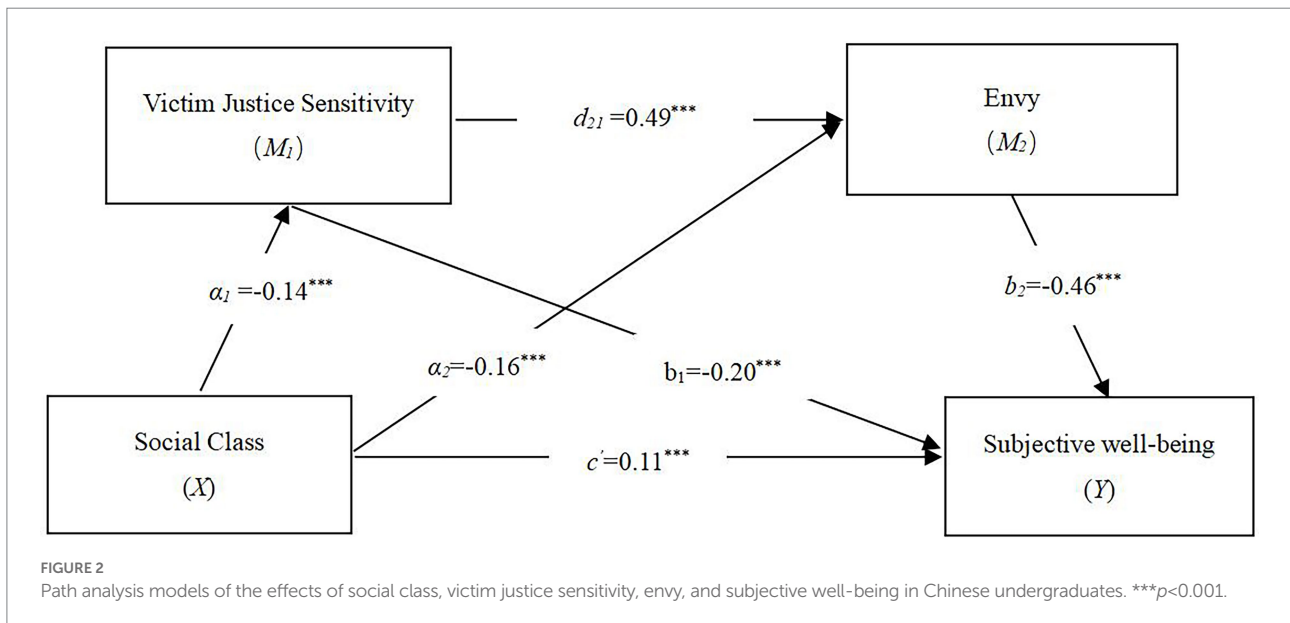 Victim Justice Sensitivity
(M₁)
Envy
(M₂)
d₂₁ =0.49***
α₁ =-0.14***
b₂=-0.46***
α₂=-0.16***
b₁=-0.20***
Social Class
(X)
c'=0.11***
Subjective well-being
(Y)
FIGURE 2
Path analysis models of the effects of social class, victim justice sensitivity, envy, and subjective well-being in Chinese undergraduates. ***p<0.001.